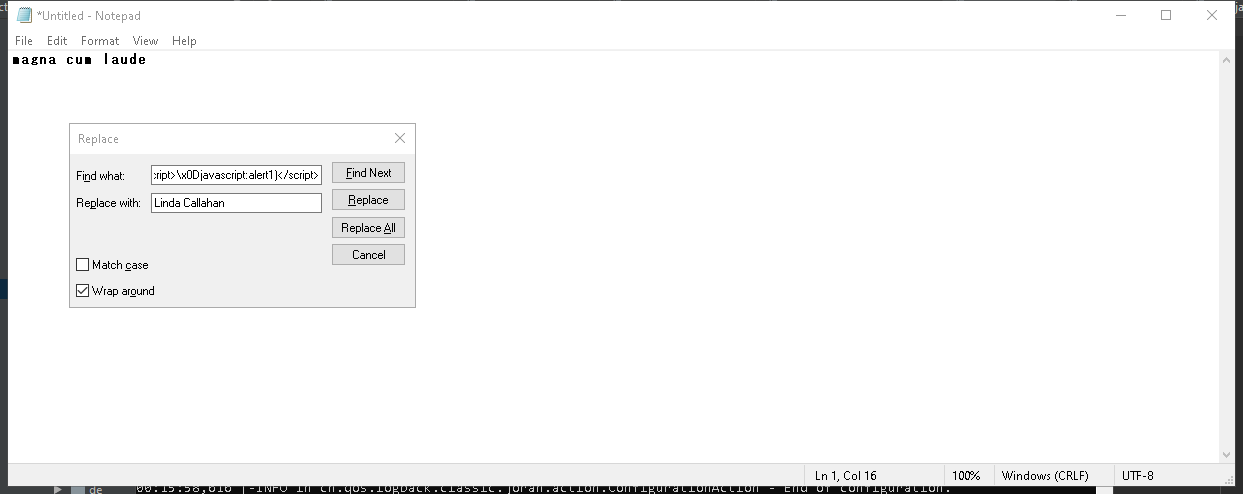 *Untitled - Notepad
File Edit Format View Help
magna cum laude
Replace
Find what: :ript>\x0Djavascript:alert1)</script> Find Next
Replace with: Linda Callahan Replace
Replace All
Cancel
Match case
Wrap around
Ln 1, Col 16 100% Windows (CRLF) UTF-8
de 00:15:58,616 |-INFO in ch.qos.logback.classic.joran.action.ConfigurationAction - End of configuration.